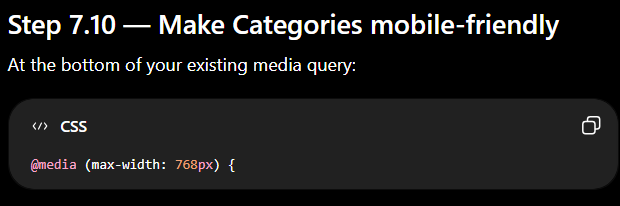 Step 7.10 — Make Categories mobile-friendly
At the bottom of your existing media query:
</> CSS
@media (max-width: 768px) {